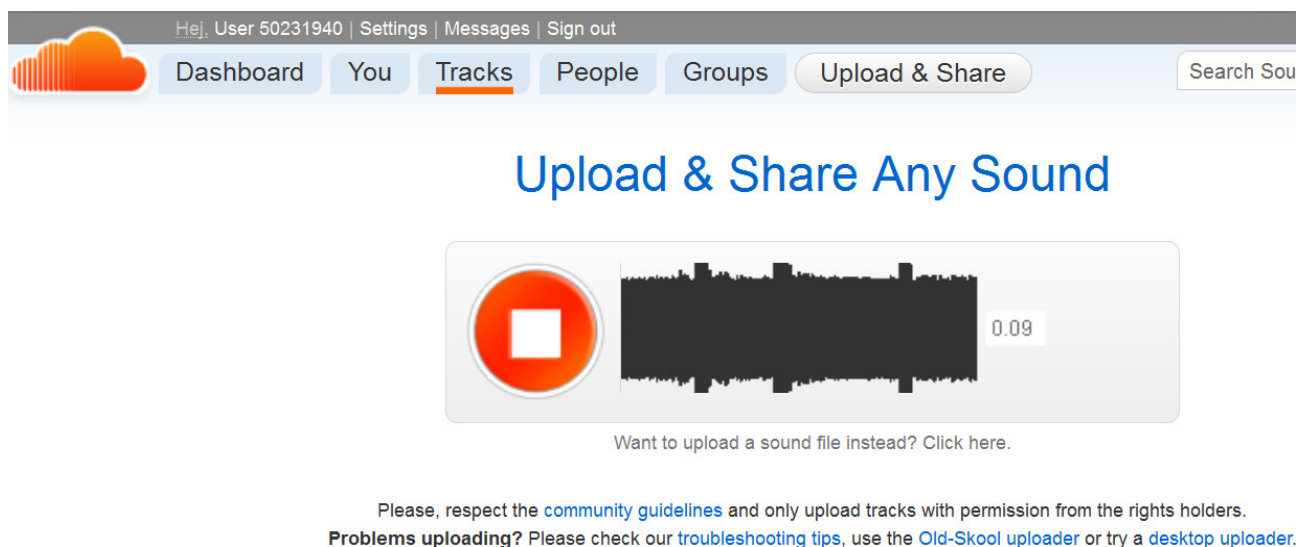 Hej, User 50231940 | Settings | Messages | Sign out
Dashboard You Tracks People Groups Upload & Share Search Sou
Upload & Share Any Sound
0.09
Want to upload a sound file instead? Click here.
Please, respect the community guidelines and only upload tracks with permission from the rights holders.
Problems uploading? Please check our troubleshooting tips, use the Old-Skool uploader or try a desktop uploader.